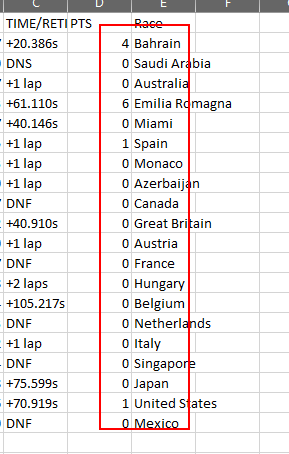 C D E F
TIME/RETI PTS Race
+20.386s 4 Bahrain
DNS 0 Saudi Arabia
+1 lap 0 Australia
+61.110s 6 Emilia Romagna
+40.146s 0 Miami
+1 lap 1 Spain
+1 lap 0 Monaco
+1 lap 0 Azerbaijan
DNF 0 Canada
+40.910s 0 Great Britain
+1 lap 0 Austria
DNF 0 France
+2 laps 0 Hungary
+105.217s 0 Belgium
DNF 0 Netherlands
+1 lap 0 Italy
DNF 0 Singapore
+75.599s 0 Japan
+70.919s 1 United States
DNF 0 Mexico